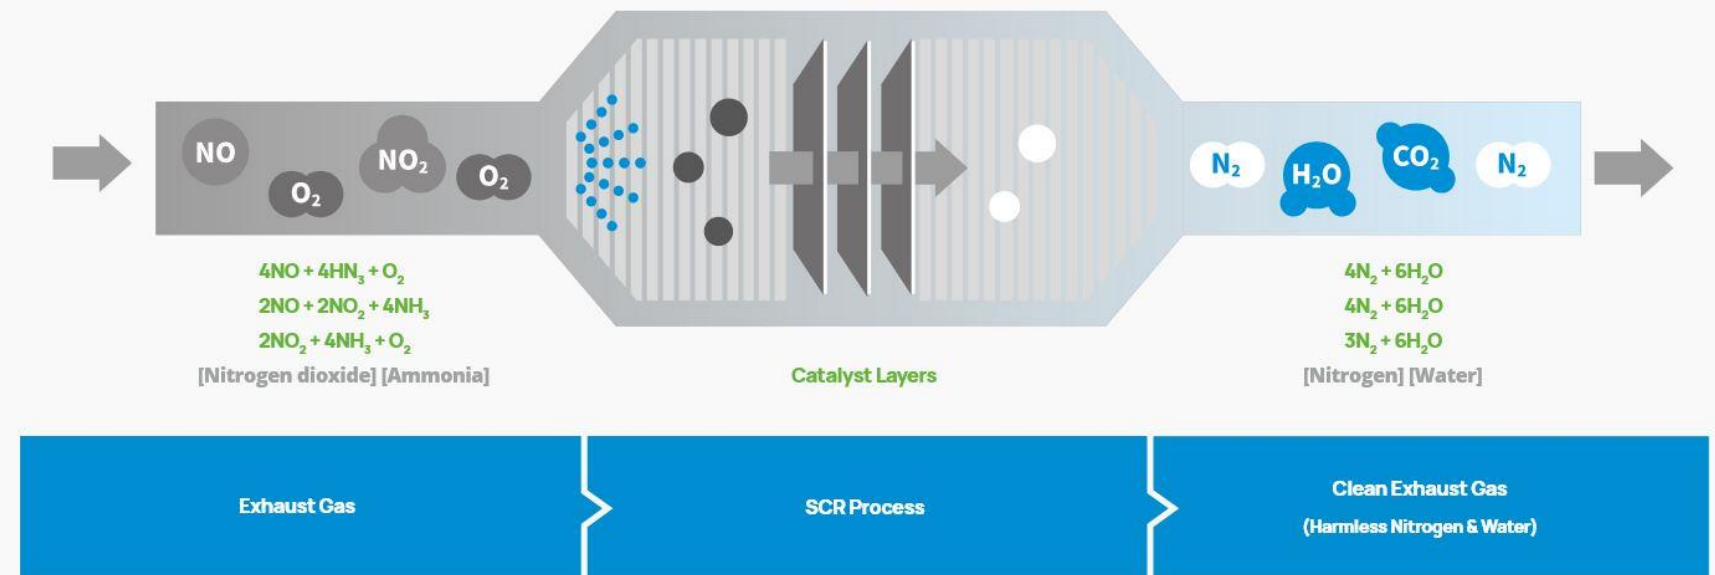 NO
O₂
NO₂
O₂
N₂
H₂O
CO₂
N₂
4NO + 4HN₃ + O₂
2NO + 2NO₂ + 4NH₃
2NO₂ + 4NH₃ + O₂
[Nitrogen dioxide] [Ammonia]
Catalyst Layers
4N₂ + 6H₂O
4N₂ + 6H₂O
3N₂ + 6H₂O
[Nitrogen] [Water]
Exhaust Gas
SCR Process
Clean Exhaust Gas
(Harmless Nitrogen & Water)